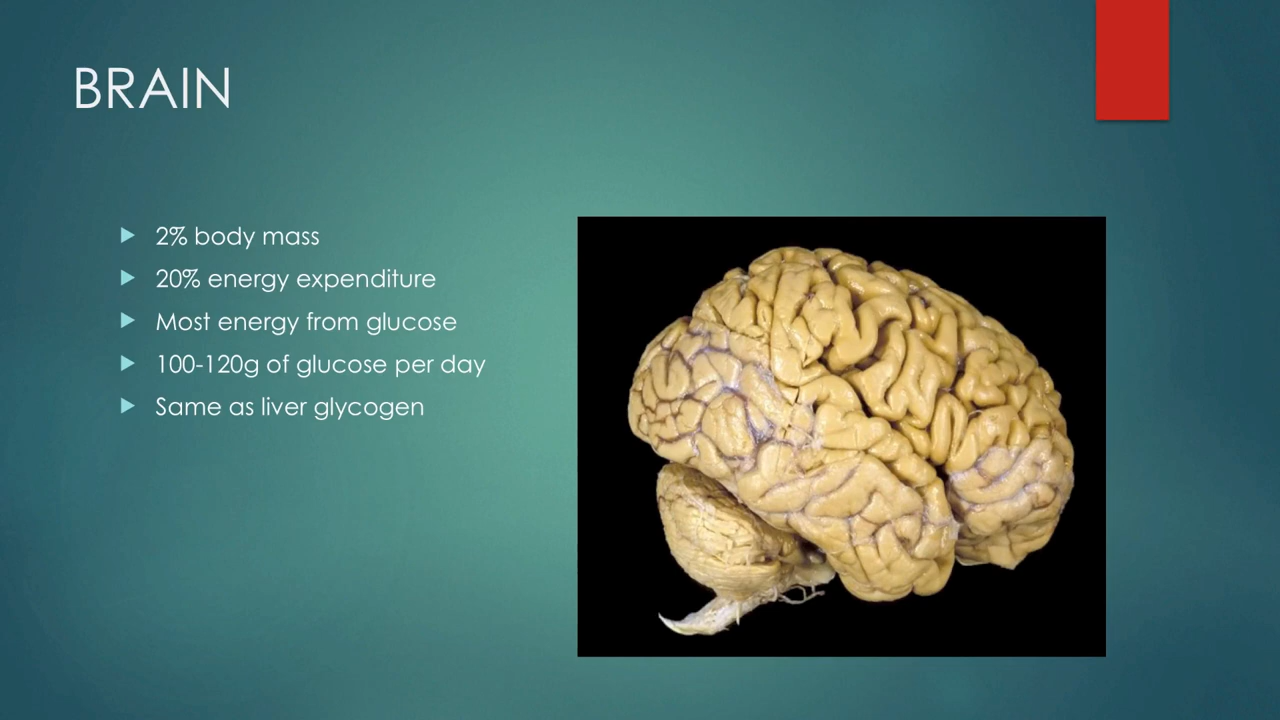 BRAIN
2% body mass
20% energy expenditure
Most energy from glucose
100-120g of glucose per day
Same as liver glycogen